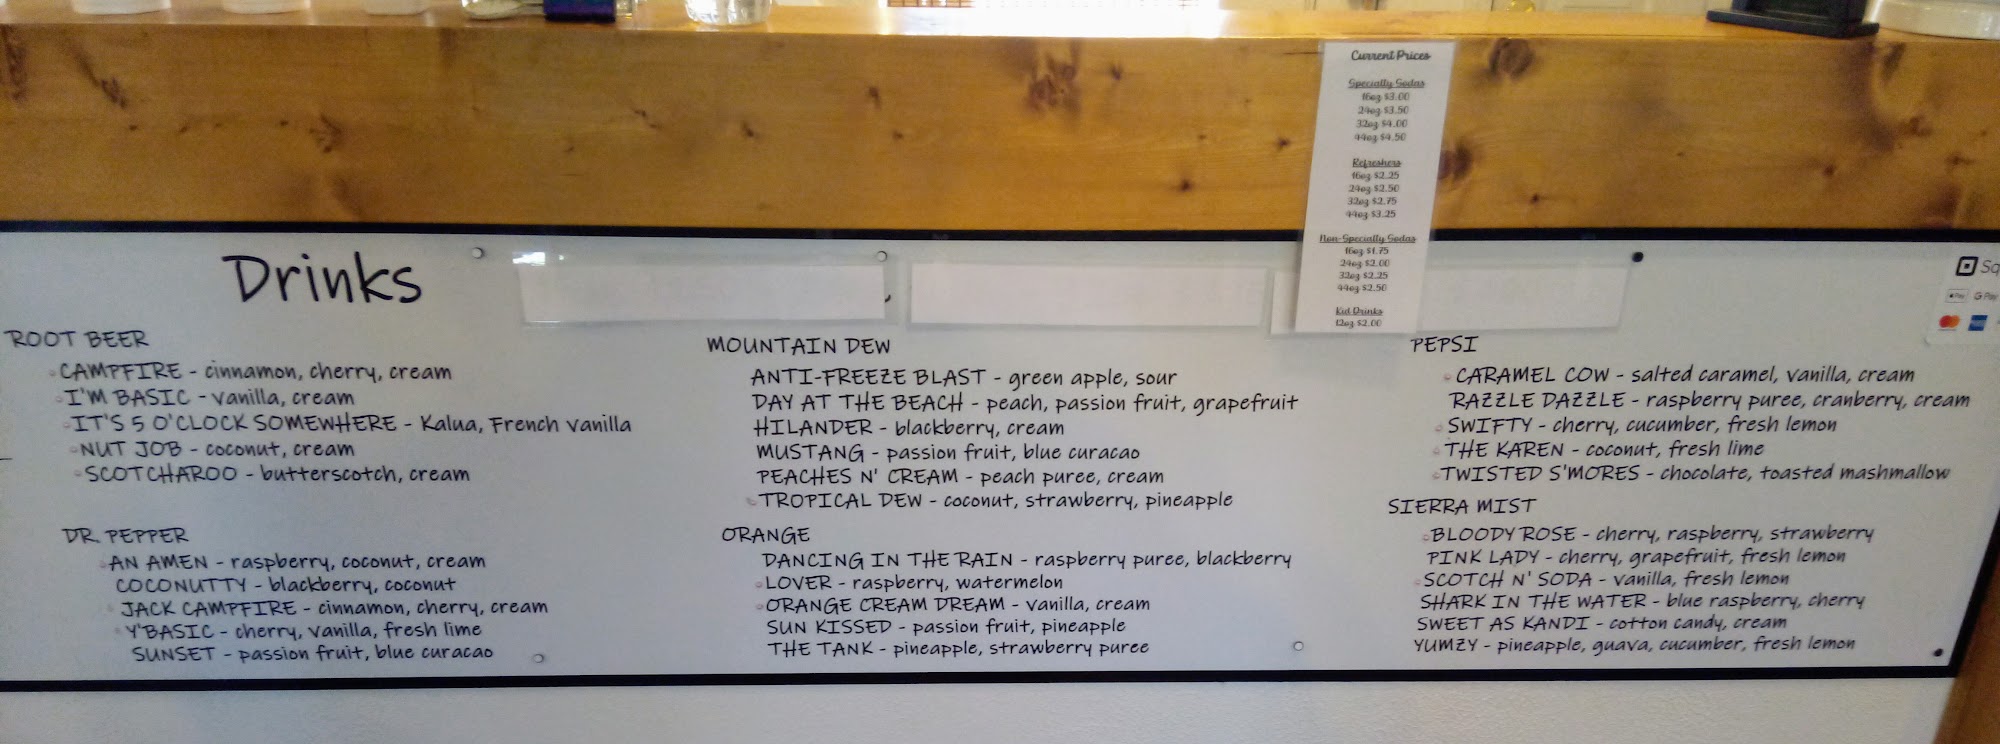 Current Prices
Specialty Sodas
16oz $3.00
24oz $3.50
32oz $4.00
44oz $4.50
Refreshers
16oz $2.25
24oz $2.50
32oz $2.75
44oz $3.25
Non-Specialty Sodas
16oz $1.75
24oz $2.00
32oz $2.25
44oz $2.50
Kid Drinks
12oz $2.00
Drinks
ROOT BEER
CAMPFIRE - cinnamon, cherry, cream
I'M BASIC - vanilla, cream
IT'S 5 O'CLOCK SOMEWHERE - Kalua, French vanilla
NUT JOB - coconut, cream
SCOTCHAROO - butterscotch, cream
DR. PEPPER
AN AMEN - raspberry, coconut, cream
COCONUTTY - blackberry, coconut
JACK CAMPFIRE - cinnamon, cherry, cream
Y'BASIC - cherry, vanilla, fresh lime
SUNSET - passion fruit, blue curacao
MOUNTAIN DEW
ANTI-FREEZE BLAST - green apple, sour
DAY AT THE BEACH - peach, passion fruit, grapefruit
HILANDER - blackberry, cream
MUSTANG - passion fruit, blue curacao
PEACHES N' CREAM - peach puree, cream
TROPICAL DEW - coconut, strawberry, pineapple
ORANGE
DANCING IN THE RAIN - raspberry puree, blackberry
LOVER - raspberry, watermelon
ORANGE CREAM DREAM - vanilla, cream
SUN KISSED - passion fruit, pineapple
THE TANK - pineapple, strawberry puree
PEPSI
CARAMEL COW - salted caramel, vanilla, cream
RAZZLE DAZZLE - raspberry puree, cranberry, cream
SWIFTY - cherry, cucumber, fresh lemon
THE KAREN - coconut, fresh lime
TWISTED S'MORES - chocolate, toasted mashmallow
SIERRA MIST
BLOODY ROSE - cherry, raspberry, strawberry
PINK LADY - cherry, grapefruit, fresh lemon
SCOTCH N' SODA - vanilla, fresh lemon
SHARK IN THE WATER - blue raspberry, cherry
SWEET AS KANDI - cotton candy, cream
YUMZY - pineapple, guava, cucumber, fresh lemon
Sq
Pay G Pay